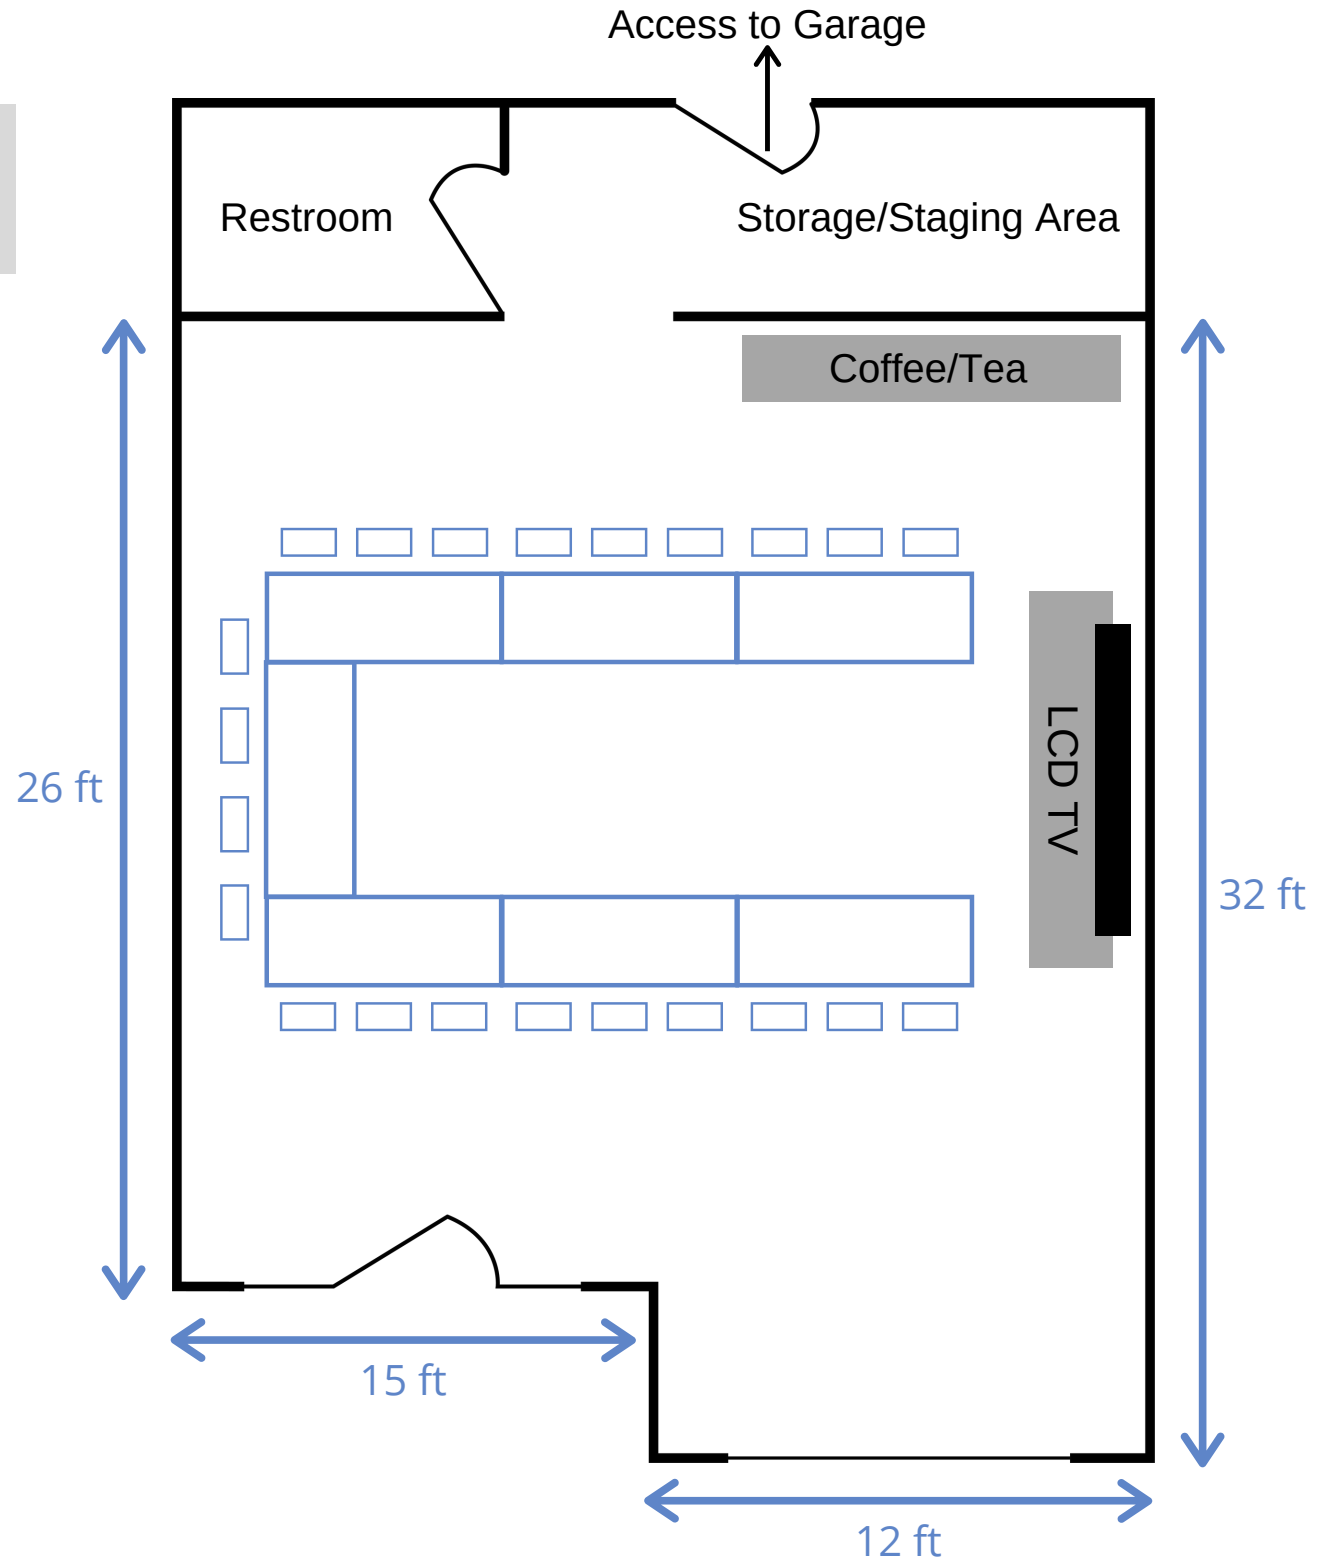 Access to Garage
Restroom
Storage/Staging Area
Coffee/Tea
LCD TV
26 ft
32 ft
15 ft
12 ft